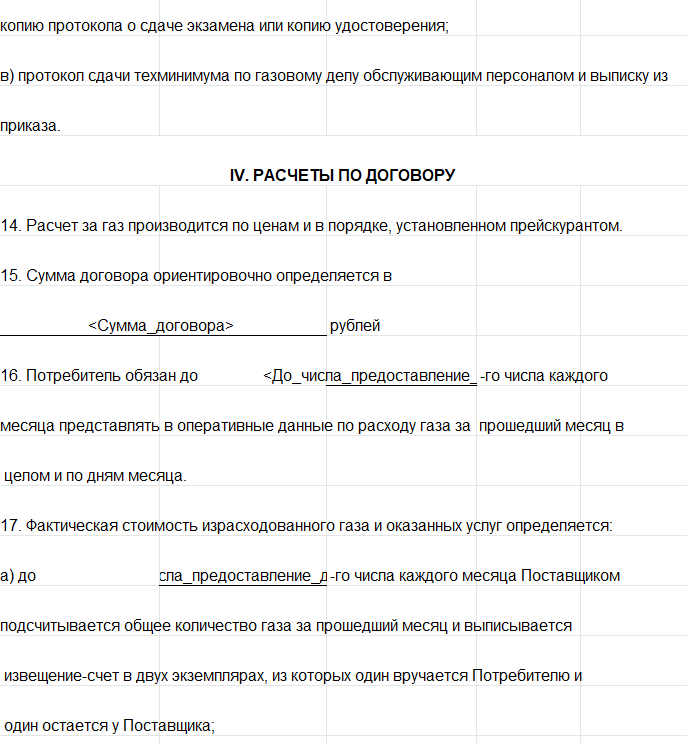 копию протокола о сдаче экзамена или копию удостоверения;
в) протокол сдачи техминимума по газовому делу обслуживающим персоналом и выписку из
приказа.
IV. РАСЧЕТЫ ПО ДОГОВОРУ
14. Расчет за газ производится по ценам и в порядке, установленном прейскурантом.
15. Сумма договора ориентировочно определяется в
<Сумма_договора> рублей
16. Потребитель обязан до <До_числа_предоставление_ -го числа каждого
месяца представлять в оперативные данные по расходу газа за прошедший месяц в
целом и по дням месяца.
17. Фактическая стоимость израсходованного газа и оказанных услуг определяется:
а) до сла_предоставление_д -го числа каждого месяца Поставщиком
подсчитывается общее количество газа за прошедший месяц и выписывается
извещение-счет в двух экземплярах, из которых один вручается Потребителю и
один остается у Поставщика;